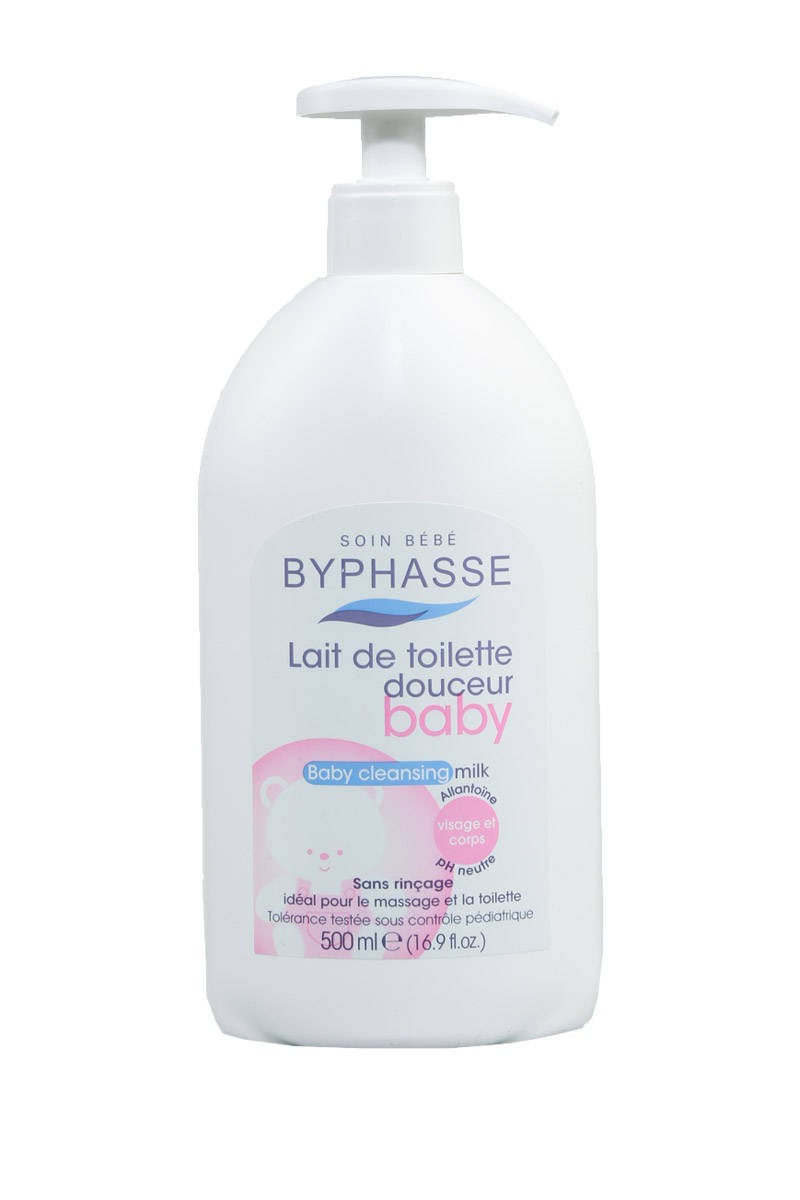 SOIN BÉBÉ
BYPHASSE
Lait de toilette
douceur
baby
Baby cleansing milk
Allantoïne
visage et
corps
pH neutre
Sans rinçage
idéal pour le massage et la toilette
Tolérance testée sous contrôle pédiatrique
500 ml e (16.9 fl.oz.)